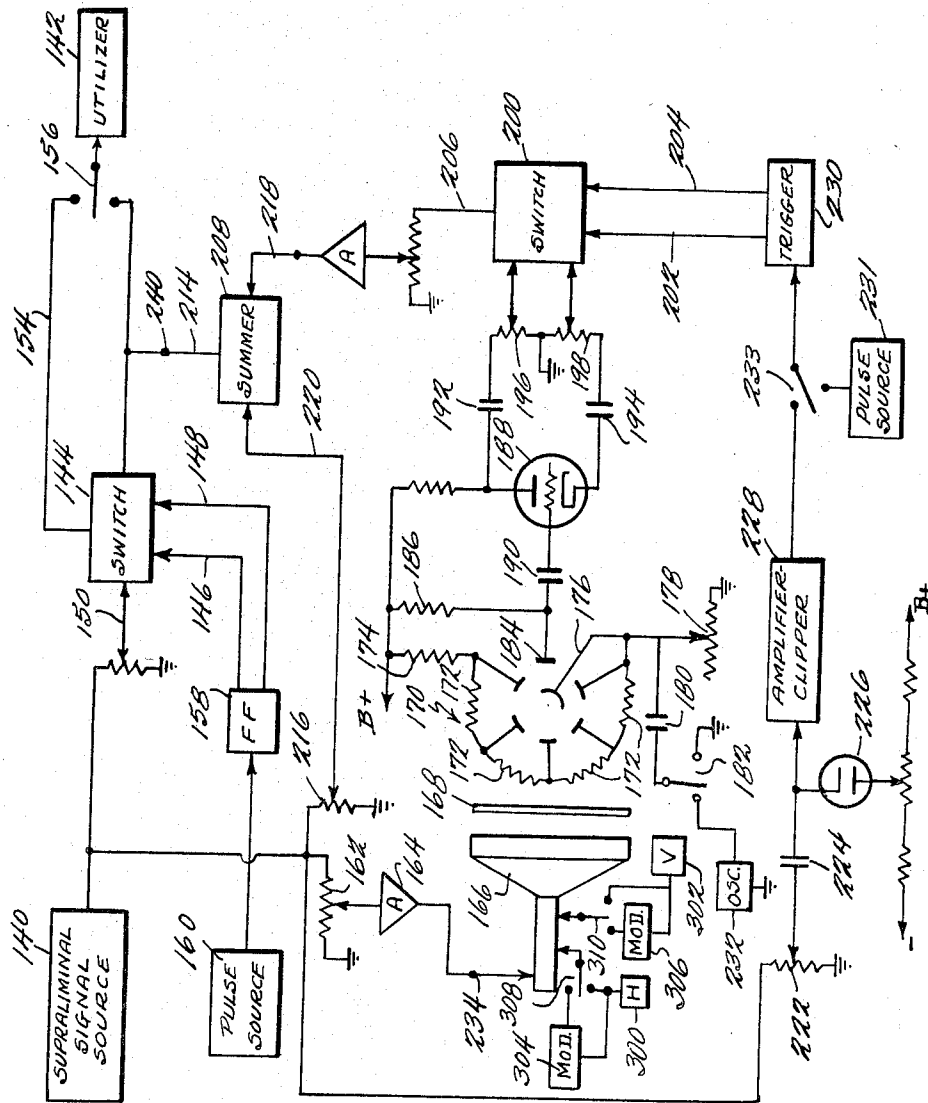 140
SUPRALIMINAL
SIGNAL
SOURCE
150
144
SWITCH
154
156
142
UTILIZER
146
148
240
214
208
SUMMER
218
220
160
PULSE
SOURCE
158
FF
216
162
A
164
A
206
200
SWITCH
202
204
B+
174
170
172
172
172
186
184
176
190
188
192
194
196
198
168
166
178
180
182
234
308
310
304
MOD.
H
300
MOD.
306
V
302
OSC.
232
222
224
226
AMPLIFIER-
CLIPPER
228
233
231
PULSE
SOURCE
TRIGGER
230
-
B+